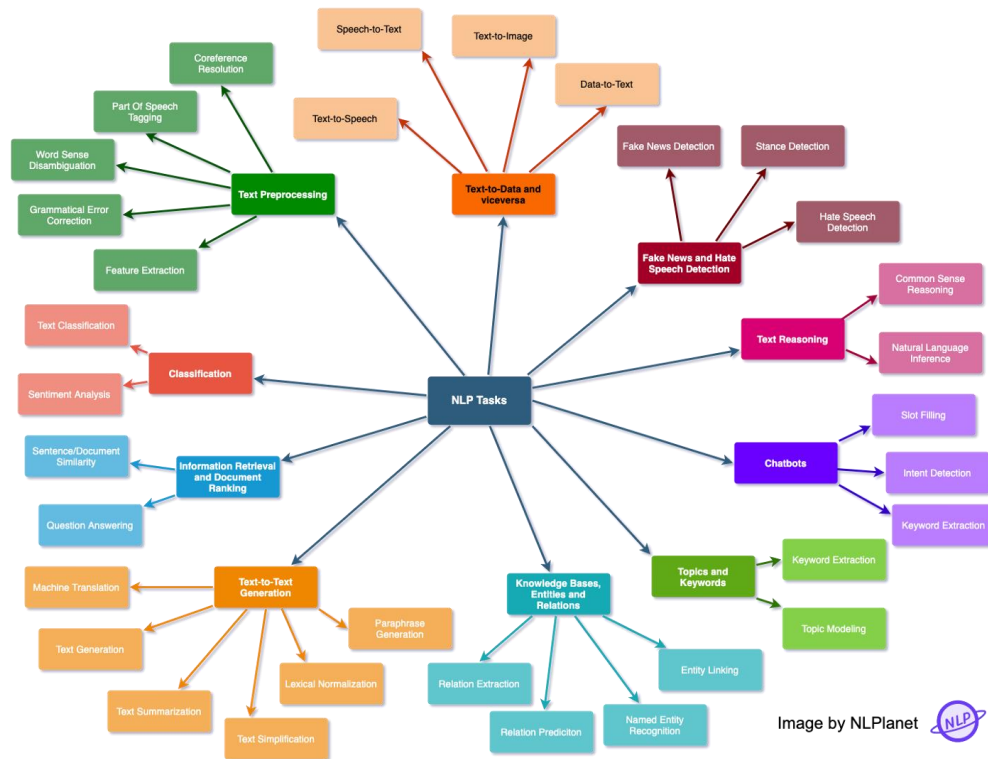 Speech-to-Text
Text-to-Image
Coreference
Resolution
Data-to-Text
Part Of Speech
Tagging
Text-to-Speech
Fake News Detection
Stance Detection
Word Sense
Disambiguation
Text Preprocessing
Text-to-Data and
viceversa
Grammatical Error
Correction
Hate Speech
Detection
Feature Extraction
Fake News and Hate
Speech Detection
Common Sense
Reasoning
Text Classification
Text Reasoning
Natural Language
Inference
Classification
Sentiment Analysis
NLP Tasks
Slot Filling
Sentence/Document
Similarity
Information Retrieval
and Document
Ranking
Chatbots
Intent Detection
Question Answering
Keyword Extraction
Machine Translation
Text-to-Text
Generation
Knowledge Bases,
Entities and
Relations
Topics and
Keywords
Keyword Extraction
Paraphrase
Generation
Text Generation
Topic Modeling
Lexical Normalization
Relation Extraction
Entity Linking
Text Summarization
Text Simplification
Relation Prediciton
Named Entity
Recognition
Image by NLPlanet
NLP